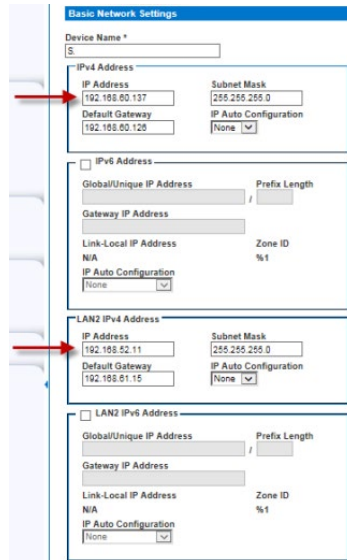 Basic Network Settings
Device Name *
S.
IPv4 Address
IP Address Subnet Mask
192.168.60.137 255.255.255.0
Default Gateway IP Auto Configuration
192.168.60.126 None
IPv6 Address
Global/Unique IP Address Prefix Length
/
Gateway IP Address
Link-Local IP Address Zone ID
N/A %1
IP Auto Configuration
None
LAN2 IPv4 Address
IP Address Subnet Mask
192.168.52.11 255.255.255.0
Default Gateway IP Auto Configuration
192.168.61.15 None
LAN2 IPv6 Address
Global/Unique IP Address Prefix Length
/
Gateway IP Address
Link-Local IP Address Zone ID
N/A %1
IP Auto Configuration
None